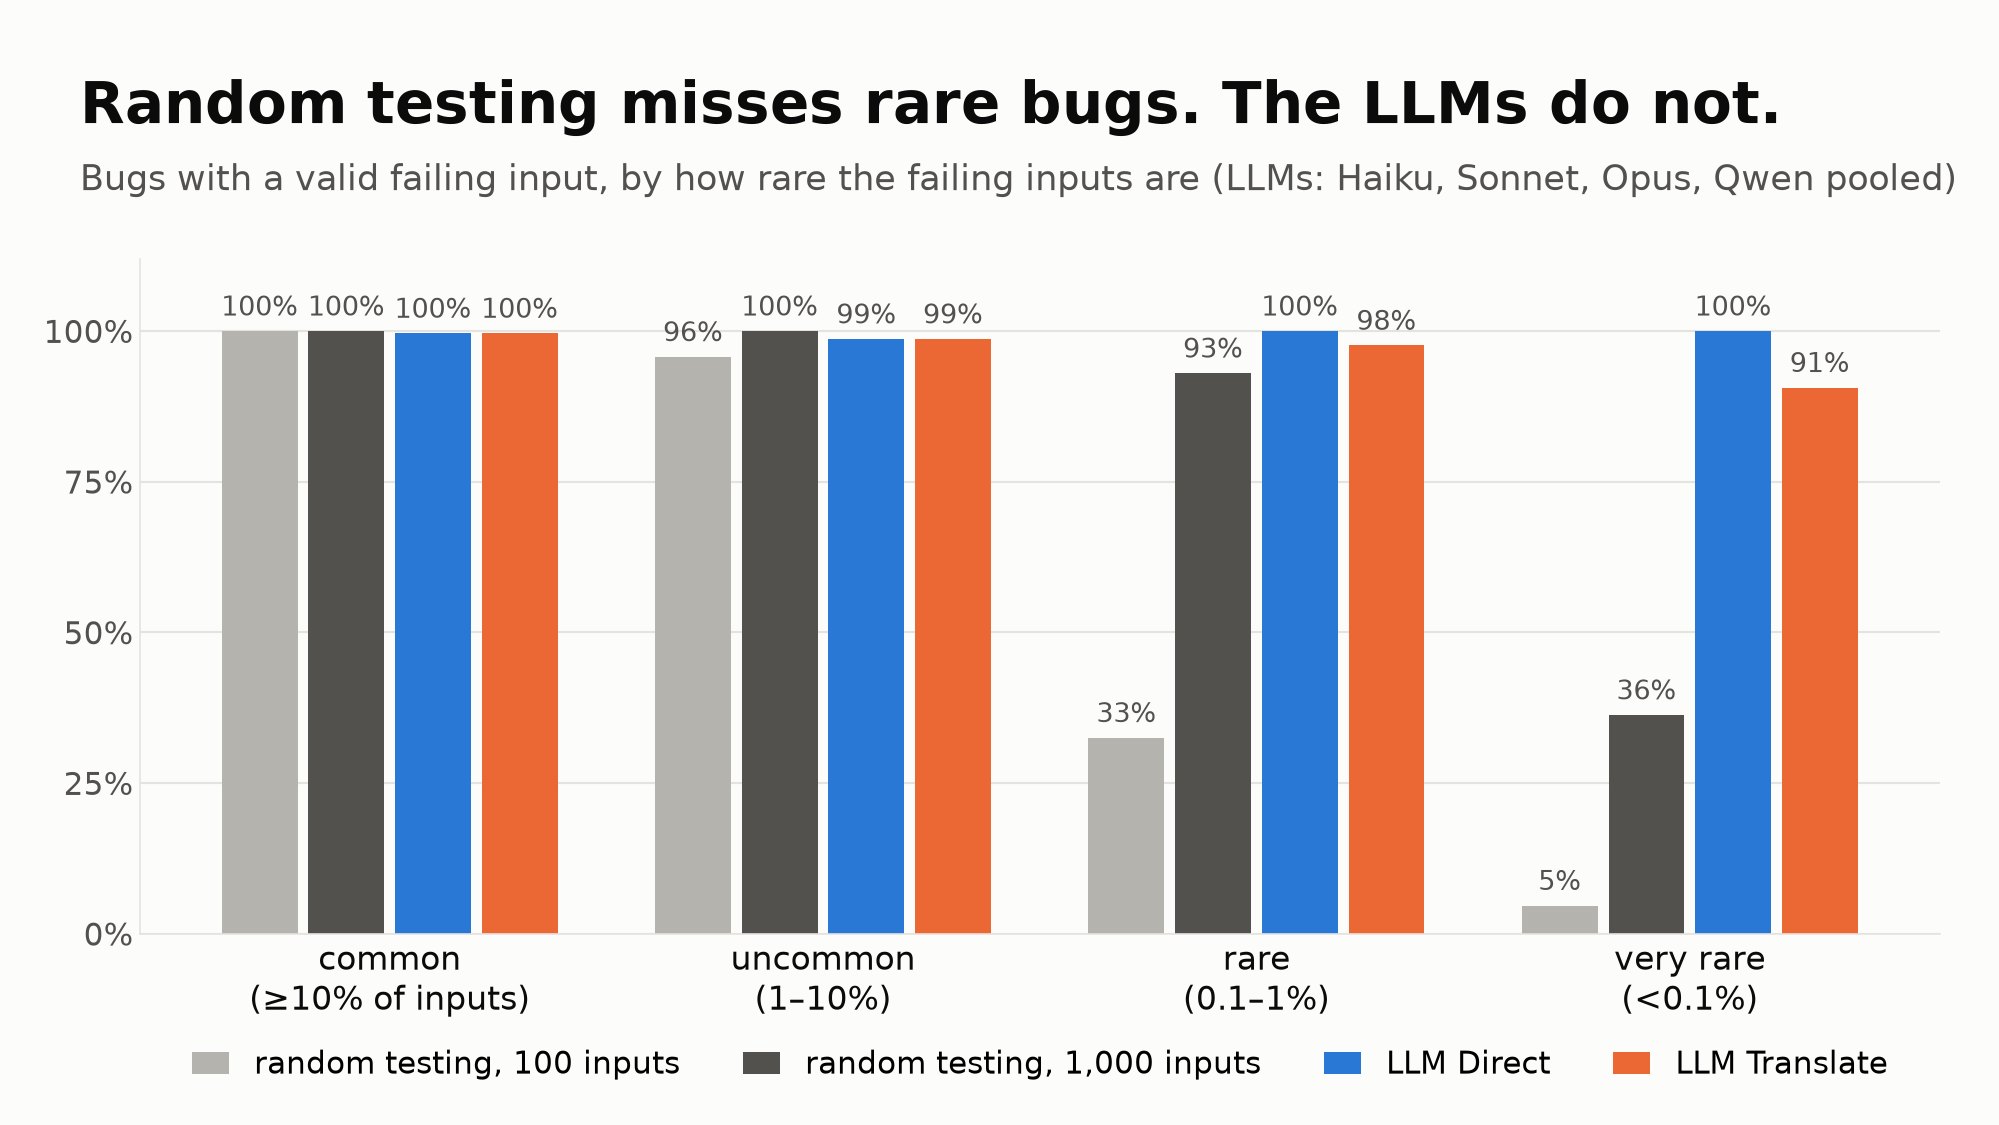 Random testing misses rare bugs. The LLMs do not.
Bugs with a valid failing input, by how rare the failing inputs are (LLMs: Haiku, Sonnet, Opus, Qwen pooled)
100% 100% 100% 100%
96% 100% 99% 99%
33% 93% 100% 98%
5% 36% 100% 91%
100%
75%
50%
25%
0%
common
(≥10% of inputs)
uncommon
(1–10%)
rare
(0.1–1%)
very rare
(<0.1%)
random testing, 100 inputs
random testing, 1,000 inputs
LLM Direct
LLM Translate